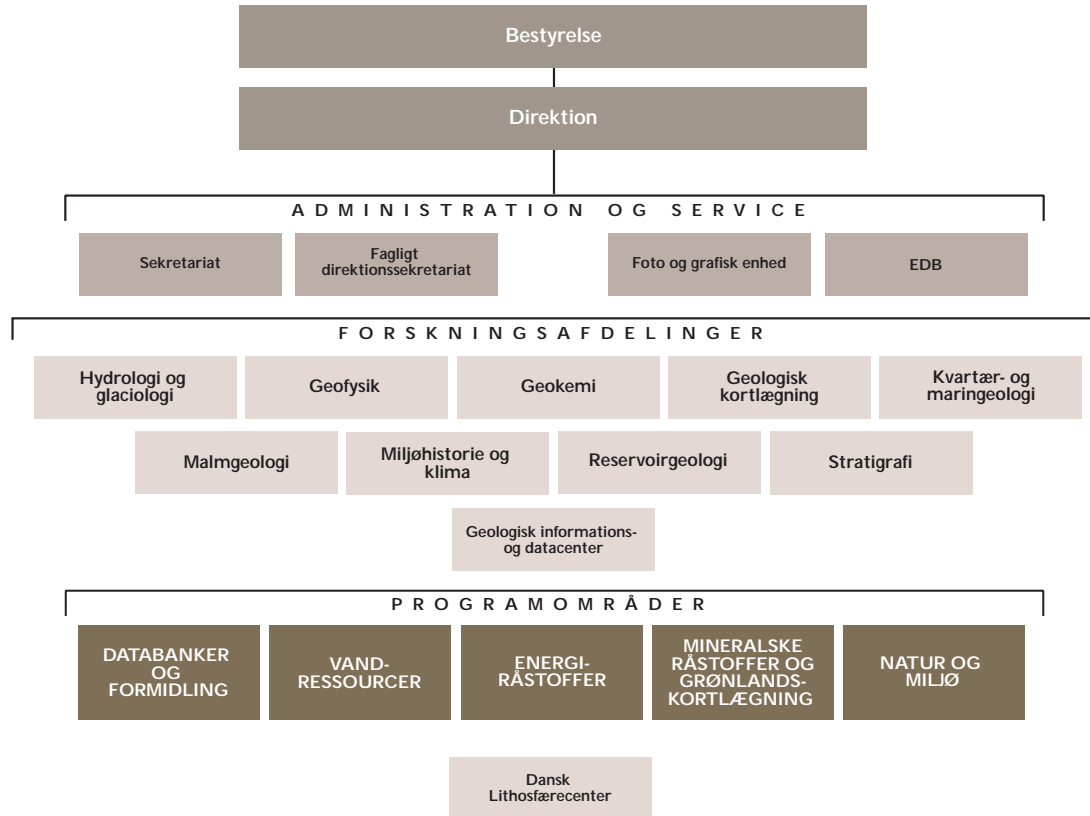 Bestyrelse
Direktion
ADMINISTRATION OG SERVICE
Sekretariat
Fagligt
direktionssekretariat
Foto og grafisk enhed
EDB
FORSKNINGSAFDELINGER
Hydrologi og
glaciologi
Geofysik
Geokemi
Geologisk
kortlægning
Kvartær- og
maringeologi
Malmgeologi
Miljøhistorie og
klima
Reservoirgeologi
Stratigrafi
Geologisk informations-
og datacenter
PROGRAMOMRÅDER
DATABANKER
OG
FORMIDLING
VAND-
RESSOURCER
ENERGI-
RÅSTOFFER
MINERALSKE
RÅSTOFFER OG
GRØNLANDS-
KORTLÆGNING
NATUR OG
MILJØ
Dansk
Lithosfærecenter